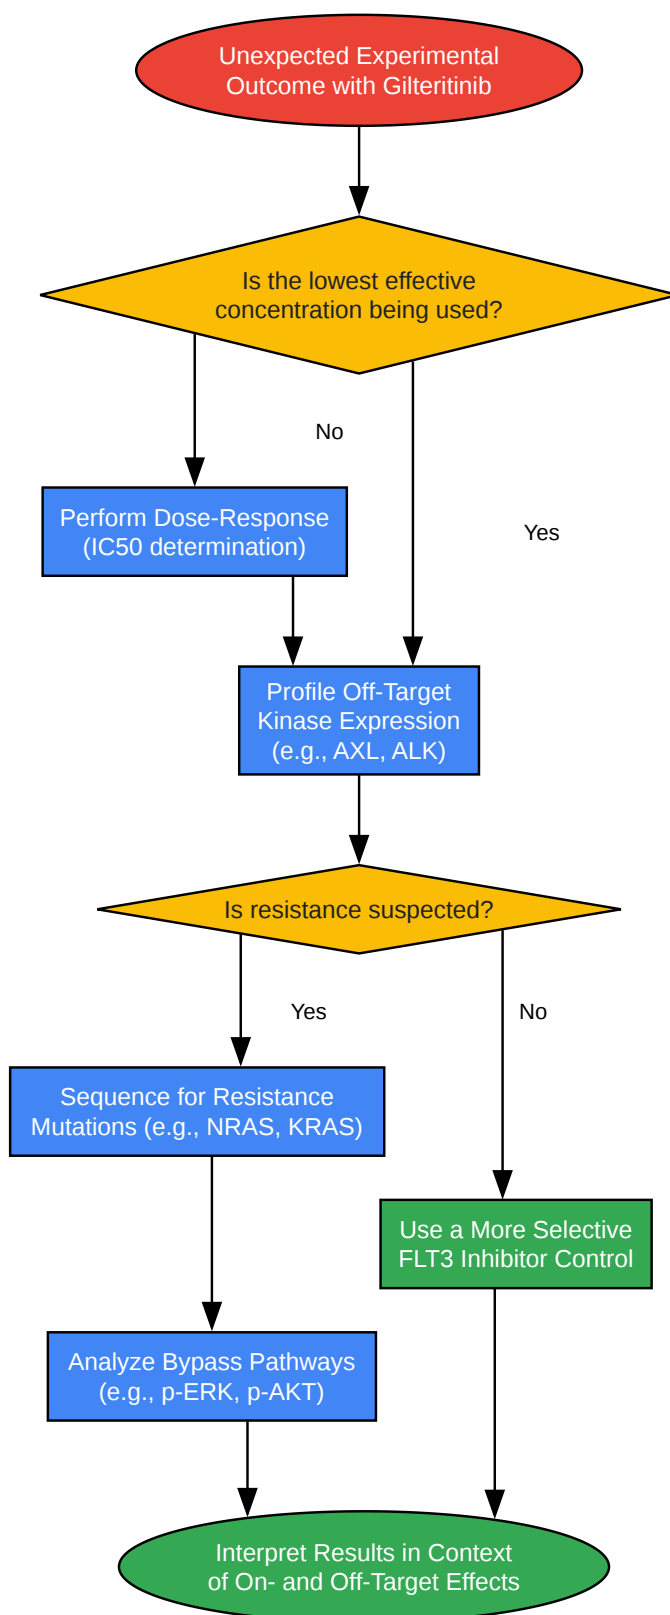 Unexpected Experimental
Outcome with Gilteritinib
Is the lowest effective
concentration being used?
No
Perform Dose-Response
(IC50 determination)
Yes
Profile Off-Target
Kinase Expression
(e.g., AXL, ALK)
Is resistance suspected?
Yes
No
Sequence for Resistance
Mutations (e.g., NRAS, KRAS)
Use a More Selective
FLT3 Inhibitor Control
Analyze Bypass Pathways
(e.g., p-ERK, p-AKT)
Interpret Results in Context
of On- and Off-Target Effects